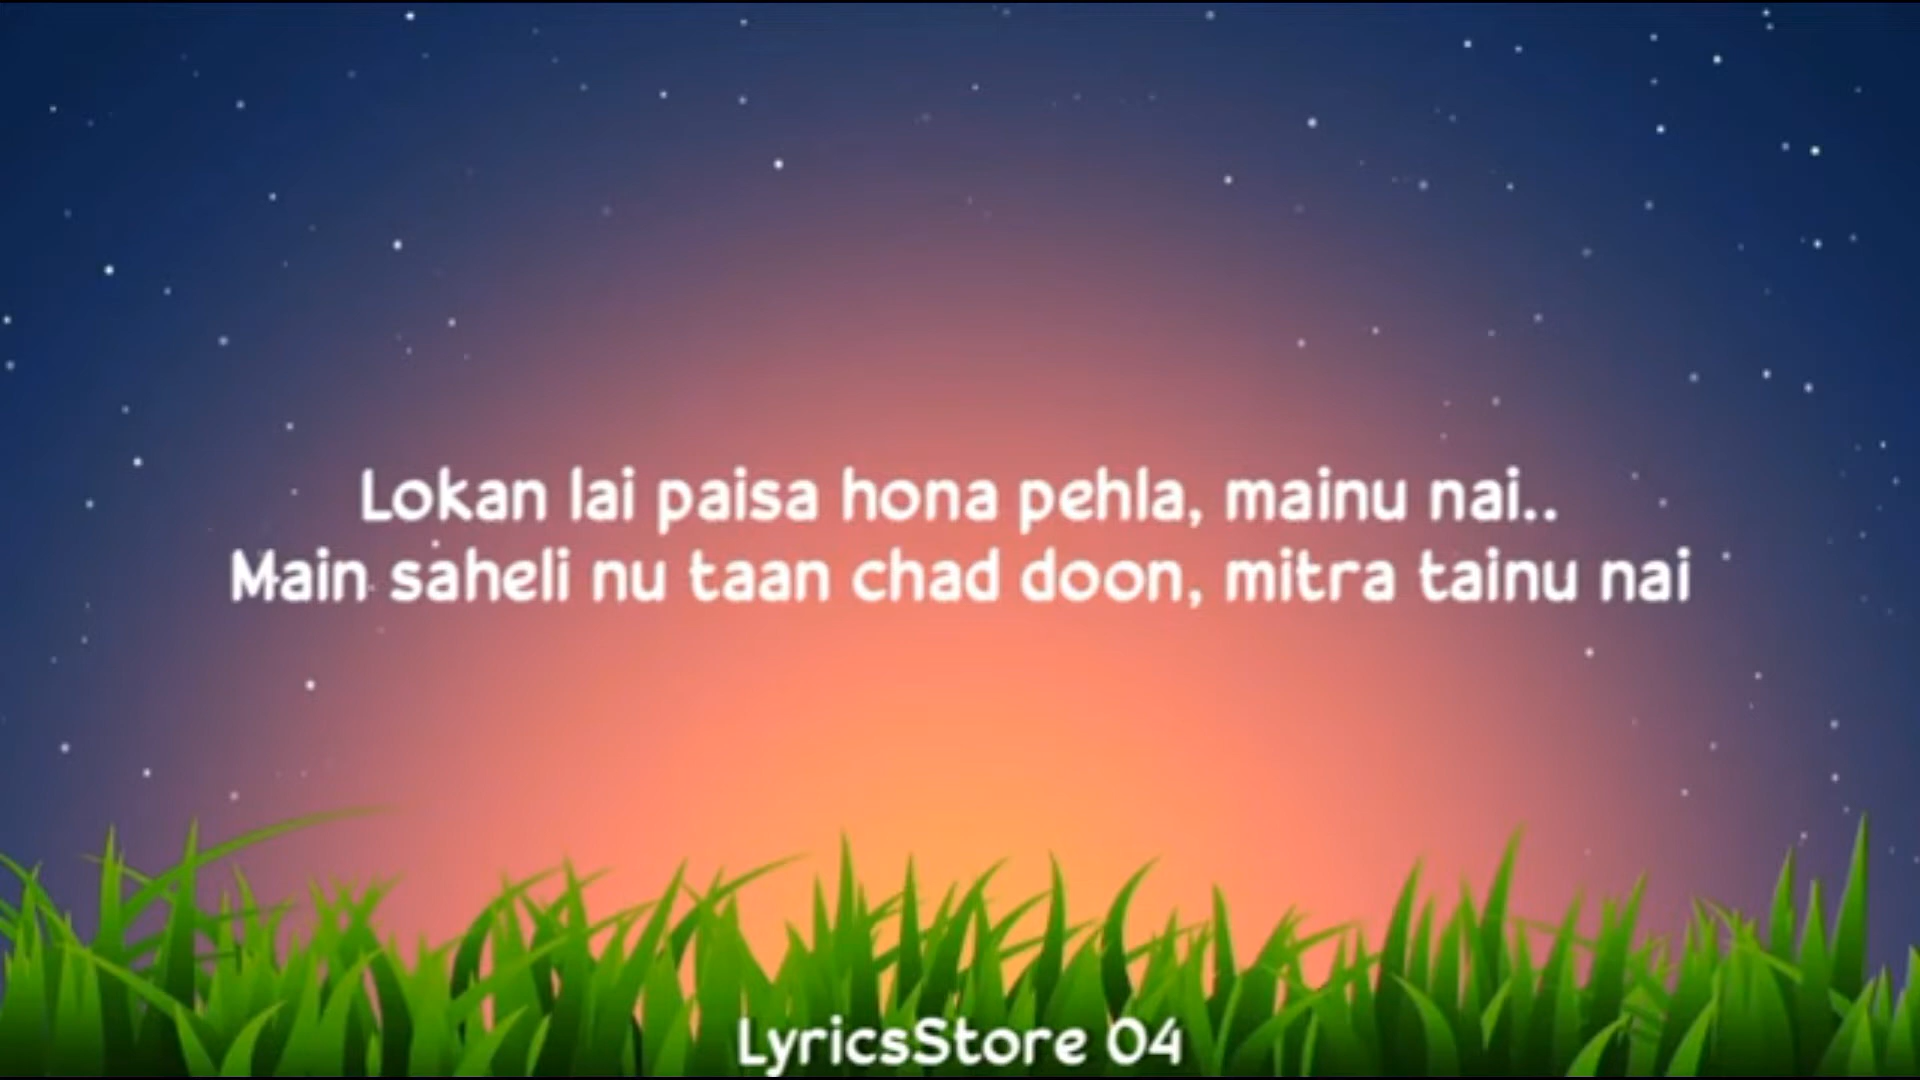 Lokan lai paisa hona pehla, mainu nai..
Main saheli nu taan chad doon, mitra tainu nai
LyricsStore 04